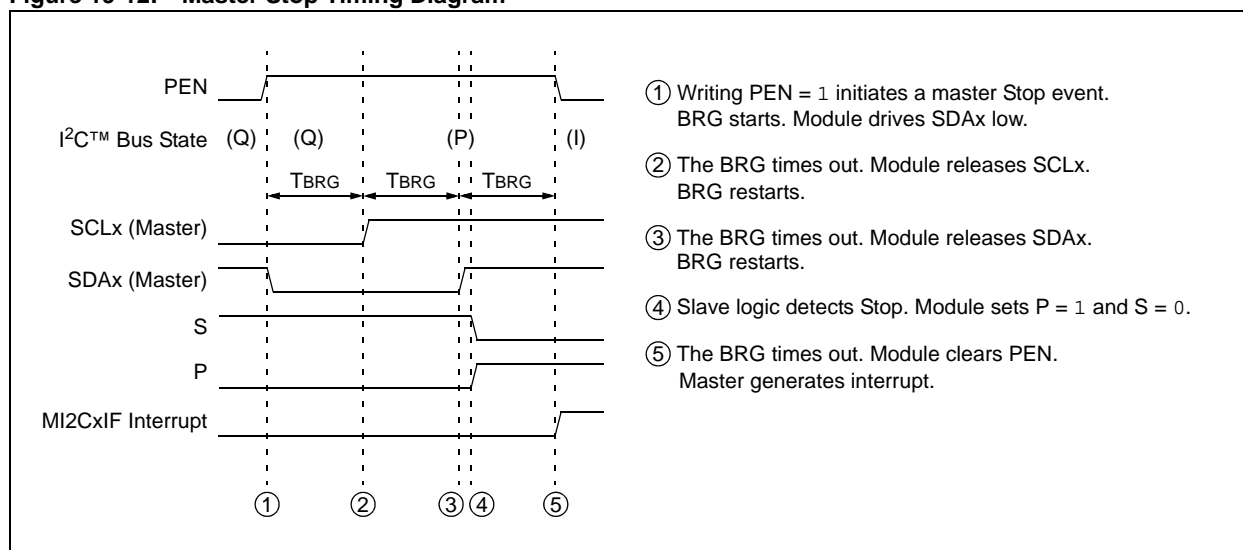 Figure 19-12: Master Stop Timing Diagram
PEN
I²C™ Bus State (Q) (Q) (P) (I)
TBRG TBRG TBRG
SCLx (Master)
SDAx (Master)
S
P
MI2CxIF Interrupt
1 2 3 4 5
1 Writing PEN = 1 initiates a master Stop event.
BRG starts. Module drives SDAx low.
2 The BRG times out. Module releases SCLx.
BRG restarts.
3 The BRG times out. Module releases SDAx.
BRG restarts.
4 Slave logic detects Stop. Module sets P = 1 and S = 0.
5 The BRG times out. Module clears PEN.
Master generates interrupt.